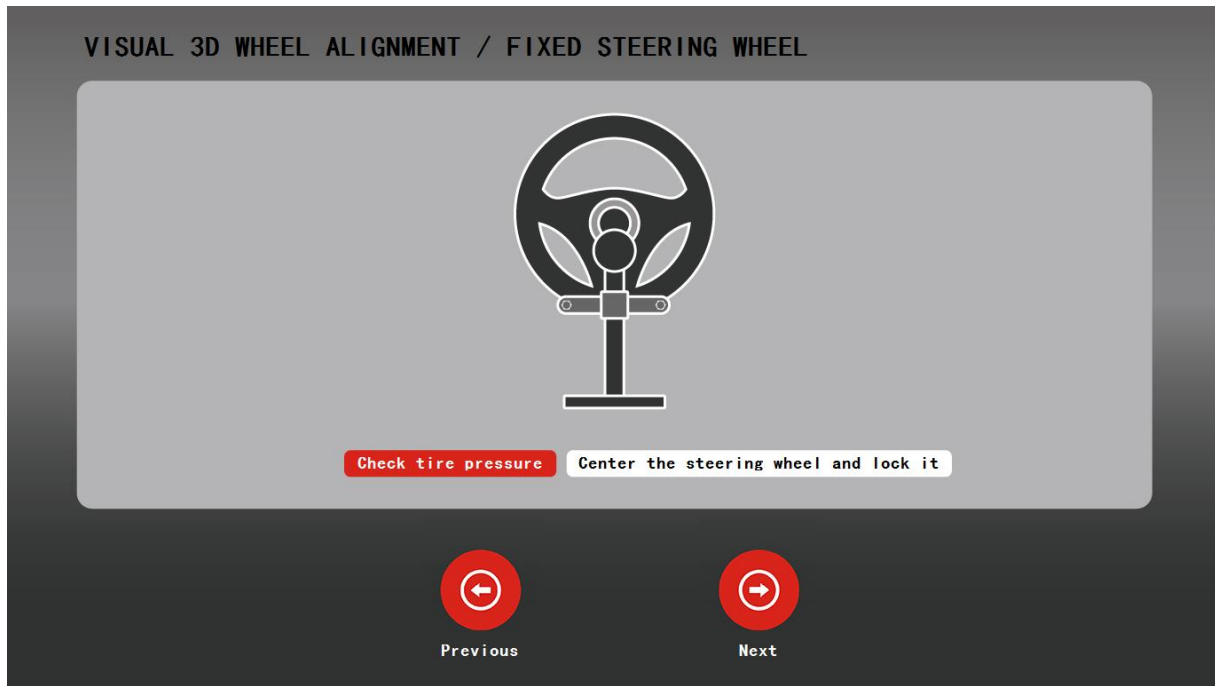 VISUAL 3D WHEEL ALIGNMENT / FIXED STEERING WHEEL
Check tire pressure Center the steering wheel and lock it
Previous Next